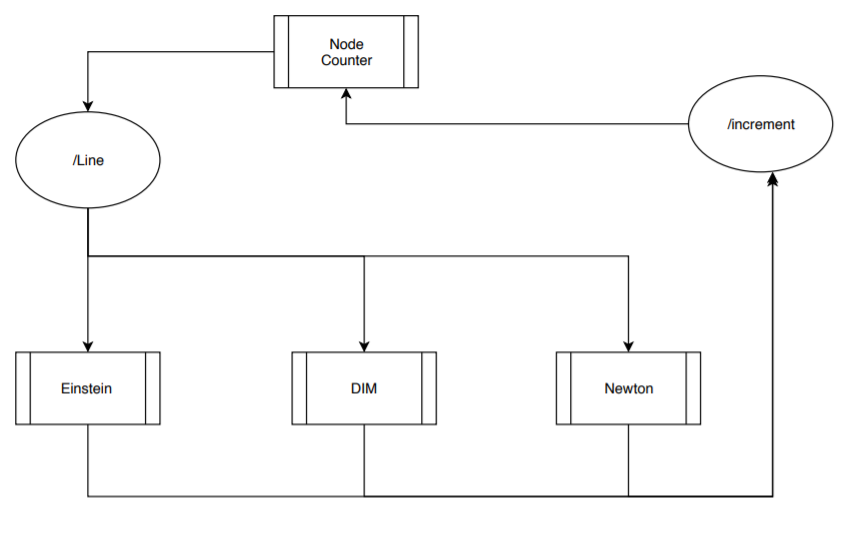 Node
Counter
/increment
/Line
Einstein
DIM
Newton